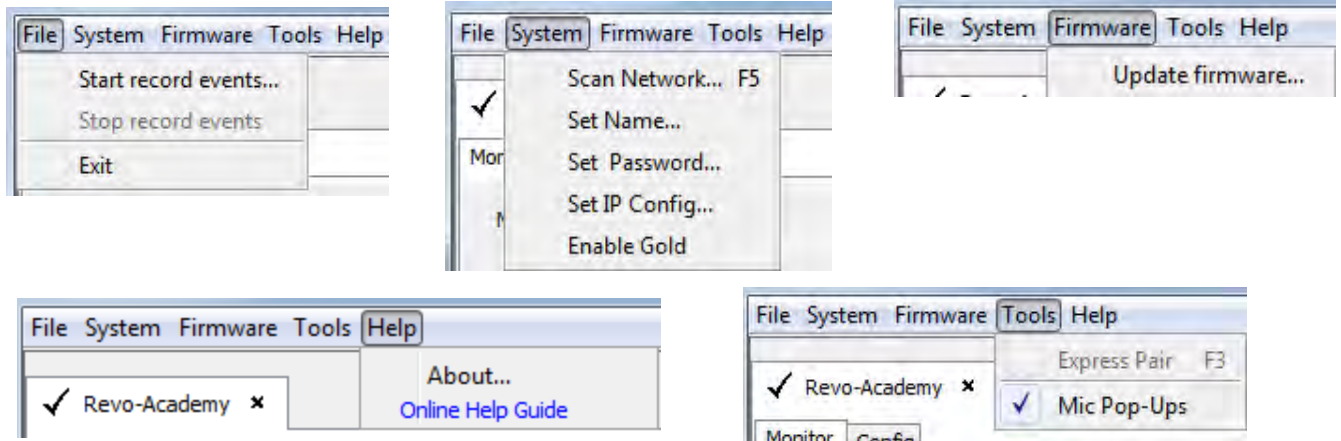 File System Firmware Tools Help
Start record events...
Stop record events
Exit
File System Firmware Tools Help
Scan Network... F5
Set Name...
Mor
Set Password...
Set IP Config...
Enable Gold
File System Firmware Tools Help
Update firmware...
File System Firmware Tools Help
About...
Revo-Academy ×
Online Help Guide
File System Firmware Tools Help
Express Pair F3
Revo-Academy ×
Mic Pop-Ups
Monitor Config